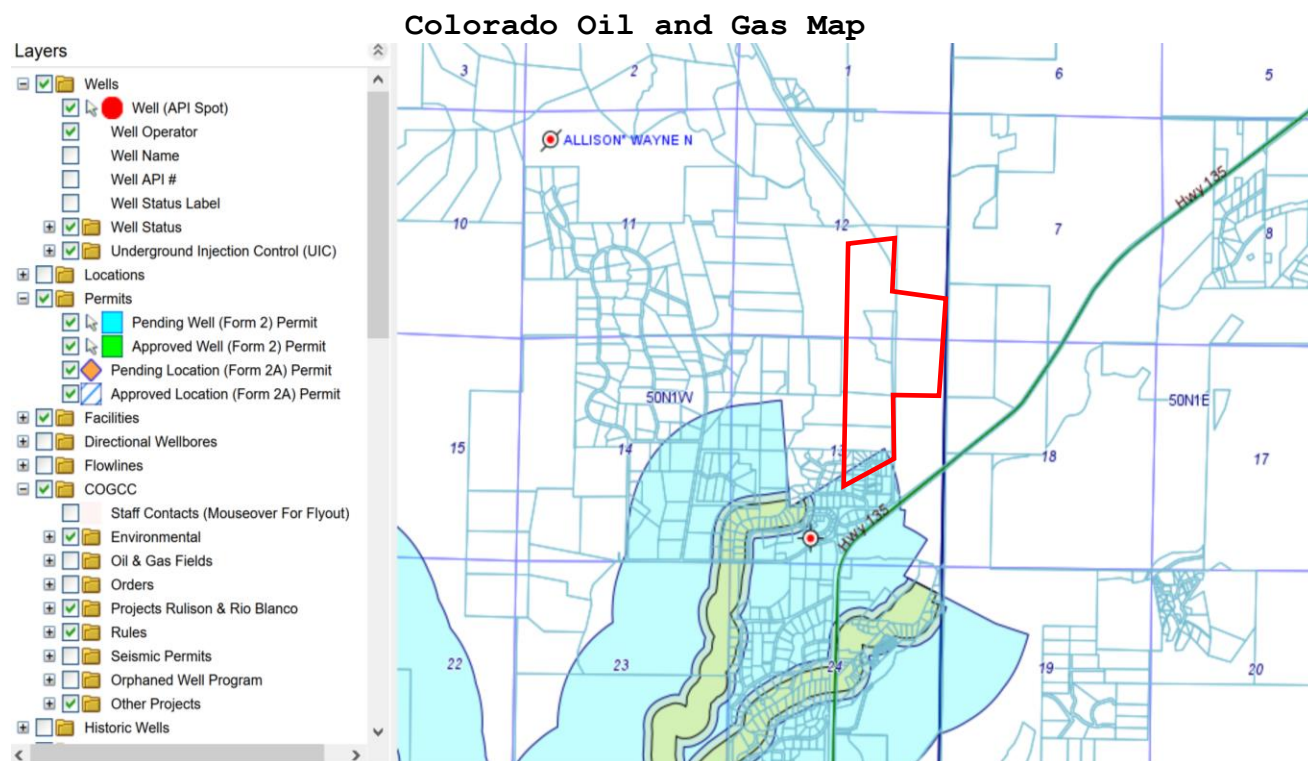 Colorado Oil and Gas Map
Layers
Wells
Well (API Spot)
Well Operator
Well Name
Well API #
Well Status Label
Well Status
Underground Injection Control (UIC)
Locations
Permits
Pending Well (Form 2) Permit
Approved Well (Form 2) Permit
Pending Location (Form 2A) Permit
Approved Location (Form 2A) Permit
Facilities
Directional Wellbores
Flowlines
COGCC
Staff Contacts (Mouseover For Flyout)
Environmental
Oil & Gas Fields
Orders
Projects Rulison & Rio Blanco
Rules
Seismic Permits
Orphaned Well Program
Other Projects
Historic Wells
3
2
1
6
5
ALLISON* WAYNE N
Hwy 135
10
11
12
7
8
50N1W
50N1E
15
14
13
18
17
Hwy 135
22
23
24
19
20